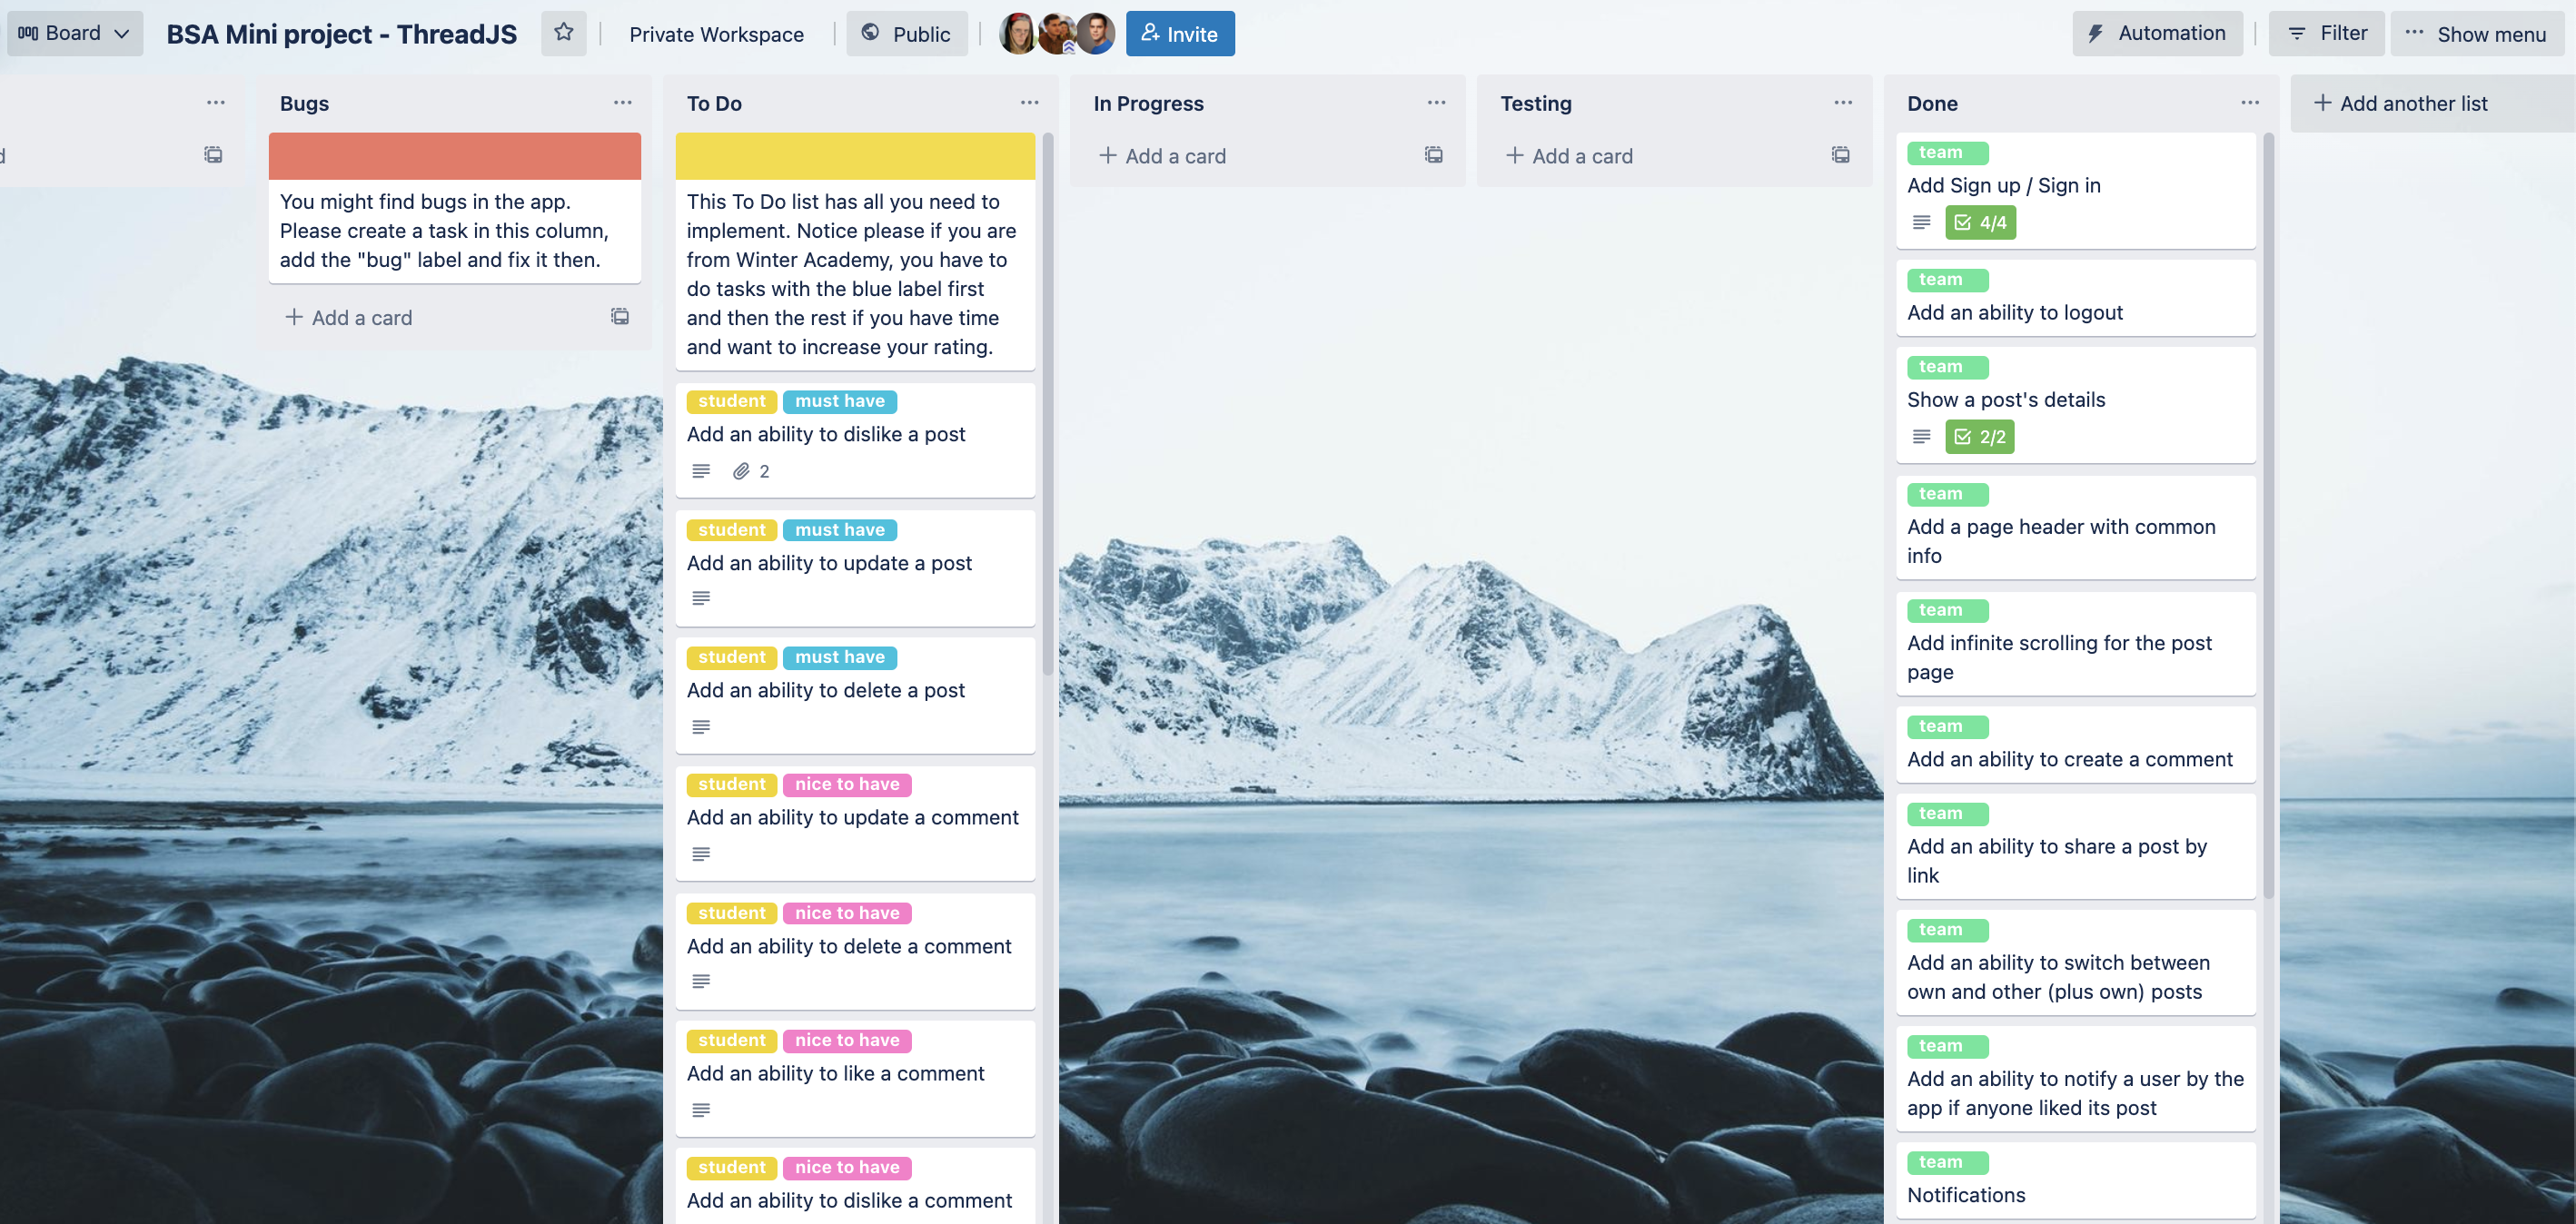 Board
BSA Mini project - ThreadJS
Private Workspace
Public
Invite
Automation
Filter
Show menu
d
Bugs
You might find bugs in the app.
Please create a task in this column,
add the "bug" label and fix it then.
Add a card
To Do
This To Do list has all you need to
implement. Notice please if you are
from Winter Academy, you have to
do tasks with the blue label first
and then the rest if you have time
and want to increase your rating.
student must have
Add an ability to dislike a post
2
student must have
Add an ability to update a post
student must have
Add an ability to delete a post
student nice to have
Add an ability to update a comment
student nice to have
Add an ability to delete a comment
student nice to have
Add an ability to like a comment
student nice to have
Add an ability to dislike a comment
In Progress
Add a card
Testing
Add a card
Done
team
Add Sign up / Sign in
4/4
team
Add an ability to logout
team
Show a post's details
2/2
team
Add a page header with common
info
team
Add infinite scrolling for the post
page
team
Add an ability to create a comment
team
Add an ability to share a post by
link
team
Add an ability to switch between
own and other (plus own) posts
team
Add an ability to notify a user by the
app if anyone liked its post
team
Notifications
Add another list